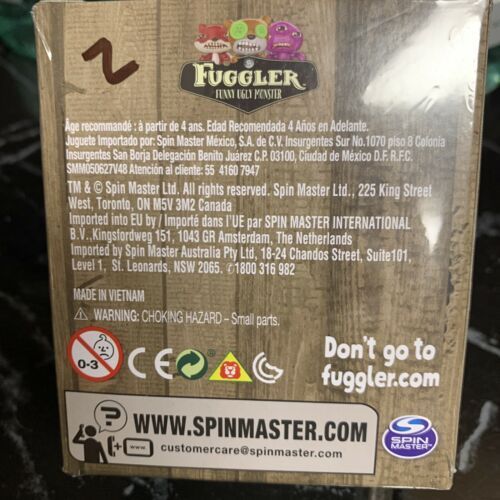 2
FUGGLER
FUNNY UGLY MONSTER
Âge recommandé : à partir de 4 ans. Edad Recomendada 4 Años en Adelante.
Juguete Importado por: Spin Master México, S.A. de C.V. Insurgentes Sur No.1070 piso 8 Colonia
Insurgentes San Borja Delegación Benito Juárez C.P. 03100, Ciudad de México D.F. R.F.C.
SMM050627V48 Atención al cliente: 55 4160 7947
TM & © Spin Master Ltd. All rights reserved. Spin Master Ltd., 225 King Street
West, Toronto, ON M5V 3M2 Canada
Imported into EU by / Importé dans l'UE par SPIN MASTER INTERNATIONAL
B.V.,Kingsfordweg 151, 1043 GR Amsterdam, The Netherlands
Imported by Spin Master Australia Pty Ltd, 18-24 Chandos Street, Suite101,
Level 1, St. Leonards, NSW 2065. ✆1800 316 982
MADE IN VIETNAM
⚠ WARNING: CHOKING HAZARD – Small parts.
0-3
CE
Don't go to
fuggler.com
?
WWW.SPINMASTER.COM
customercare@spinmaster.com
SPIN
MASTER™